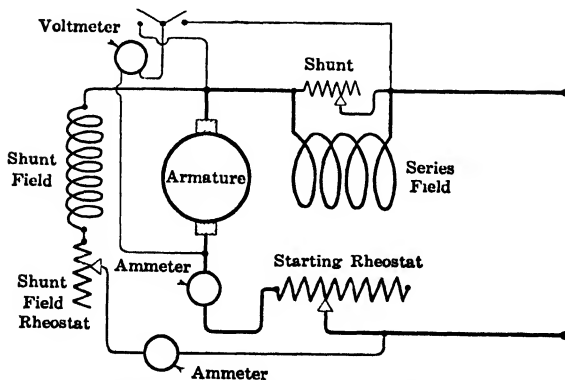 Voltmeter
Shunt
Shunt
Field
Armature
Series
Field
Ammeter
Starting Rheostat
Shunt
Field
Rheostat
Ammeter